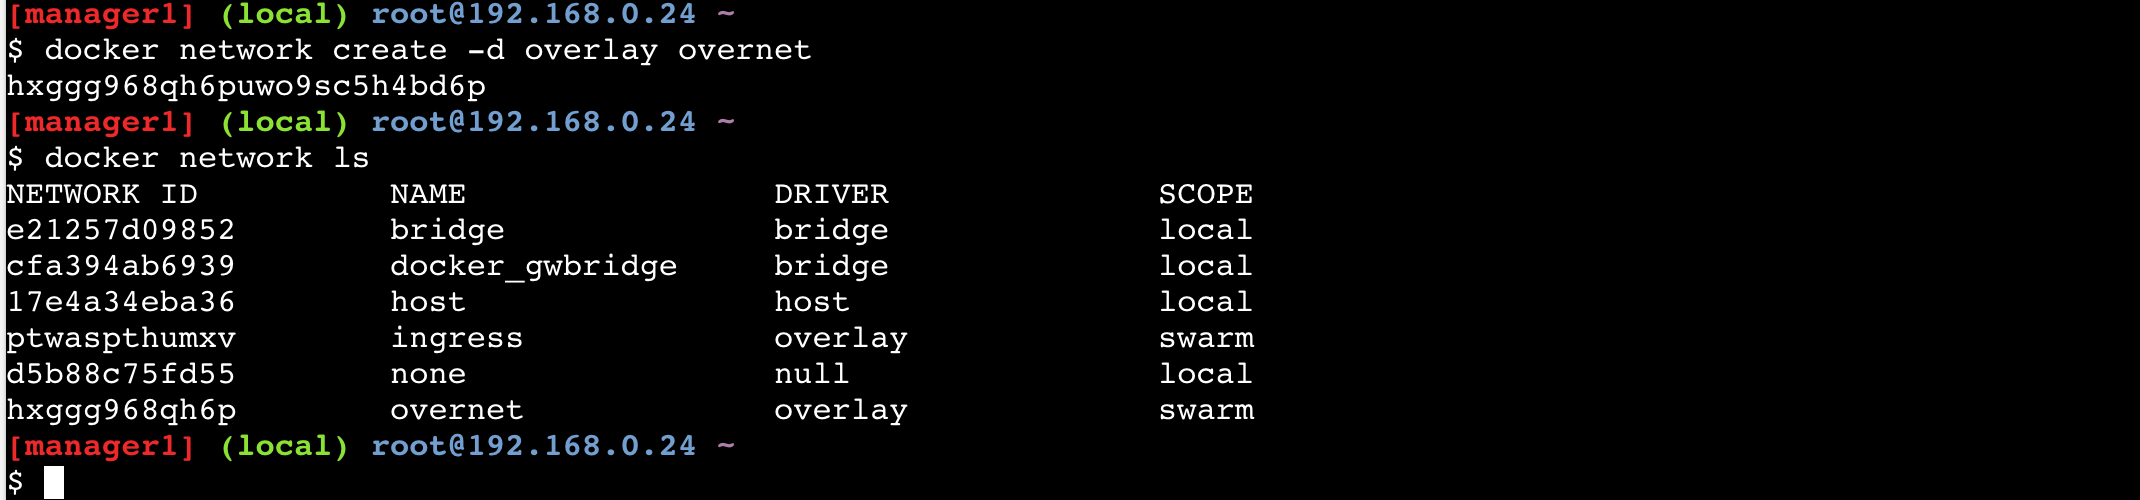 [manager1] (local) root@192.168.0.24 ~
$ docker network create -d overlay overnet
hxggg968qh6puwo9sc5h4bd6p
[manager1] (local) root@192.168.0.24 ~
$ docker network ls
NETWORK ID          NAME                DRIVER              SCOPE
e21257d09852        bridge              bridge              local
cfa394ab6939        docker_gwbridge     bridge              local
17e4a34eba36        host                host                local
ptwaspthumxv        ingress             overlay             swarm
d5b88c75fd55        none                null                local
hxggg968qh6p        overnet             overlay             swarm
[manager1] (local) root@192.168.0.24 ~
$